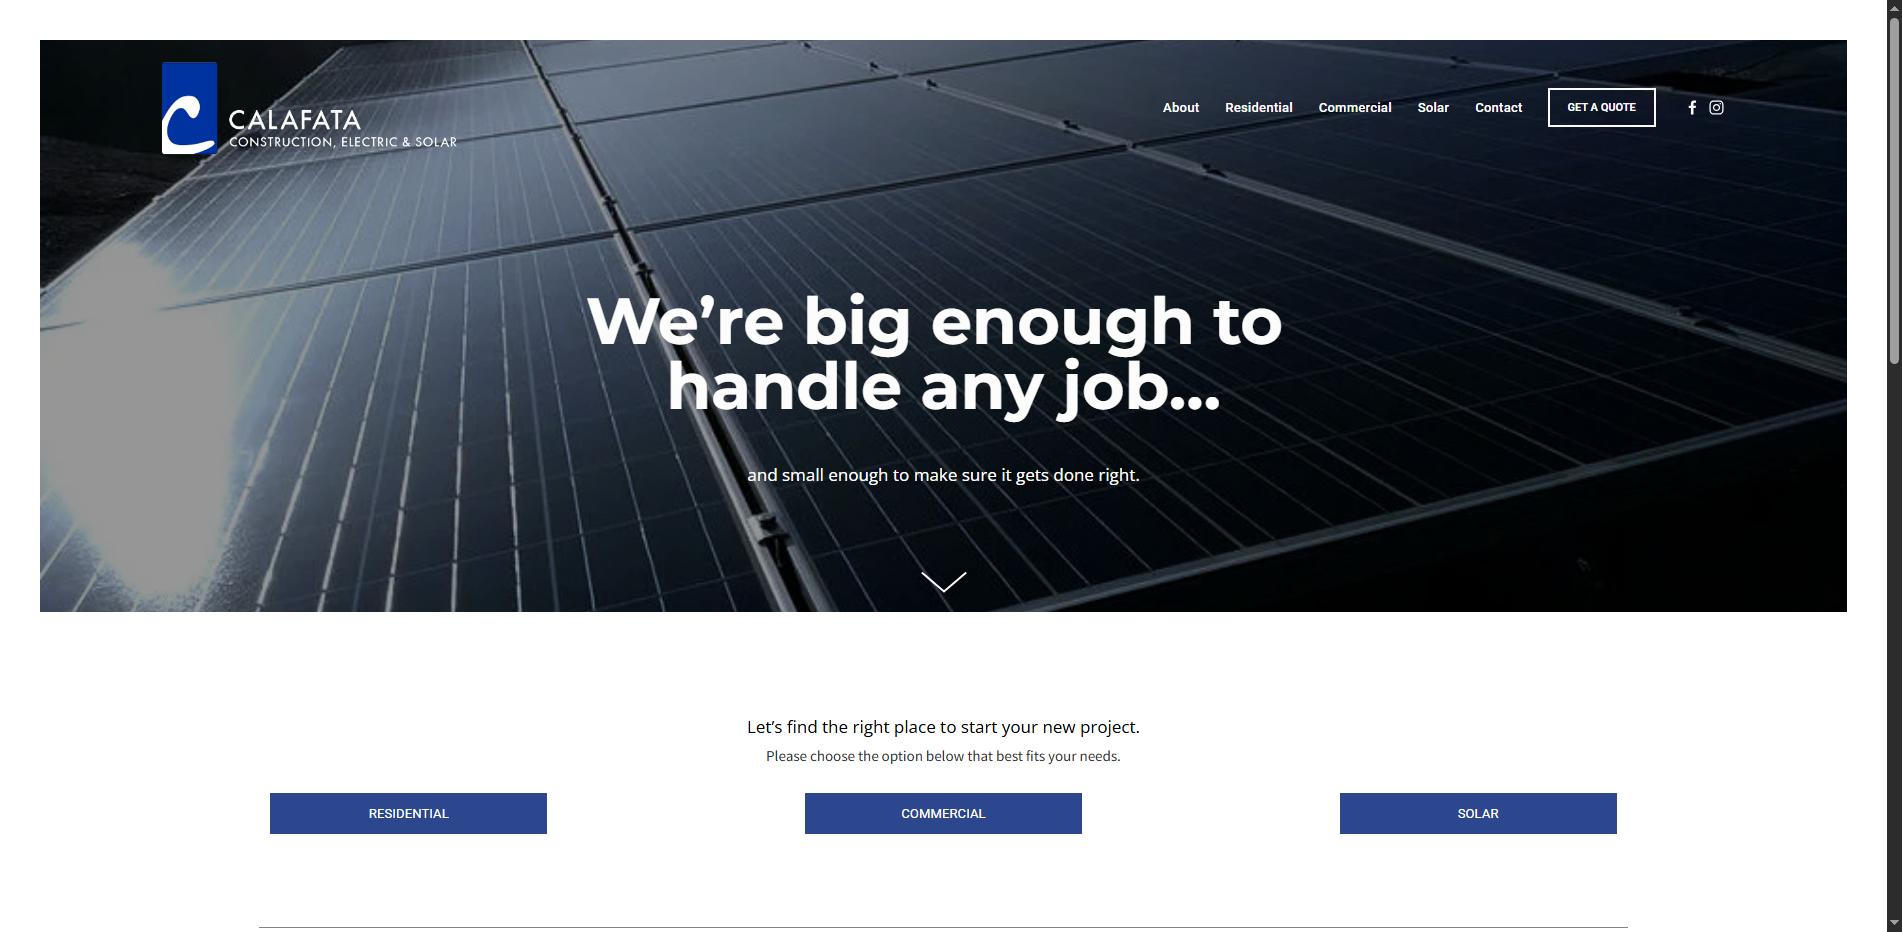 CALAFATA
CONSTRUCTION, ELECTRIC & SOLAR
About Residential Commercial Solar Contact GET A QUOTE
We’re big enough to
handle any job...
and small enough to make sure it gets done right.
Let’s find the right place to start your new project.
Please choose the option below that best fits your needs.
RESIDENTIAL COMMERCIAL SOLAR